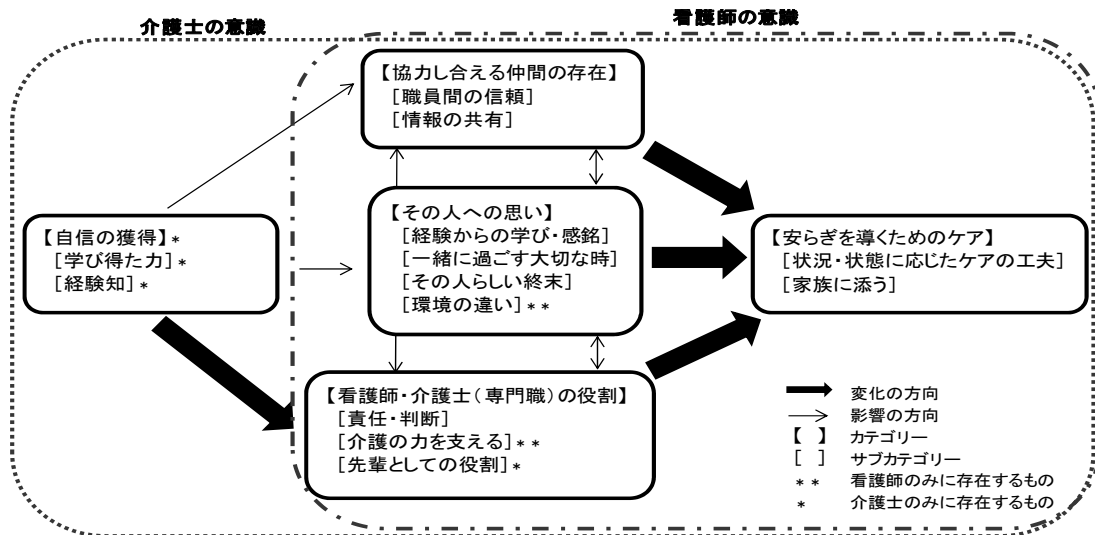 介護士の意識
看護師の意識
【協力し合える仲間の存在】
[職員間の信頼]
[情報の共有]
【自信の獲得】*
[学び得た力]*
[経験知]*
【その人への思い】
[経験からの学び・感銘]
[一緒に過ごす大切な時]
[その人らしい終末]
[環境の違い]**
【安らぎを導くためのケア】
[状況・状態に応じたケアの工夫]
[家族に添う]
【看護師・介護士(専門職)の役割】
[責任・判断]
[介護の力を支える]**
[先輩としての役割]*
変化の方向
影響の方向
【 】 カテゴリー
[ ] サブカテゴリー
** 看護師のみに存在するもの
* 介護士のみに存在するもの